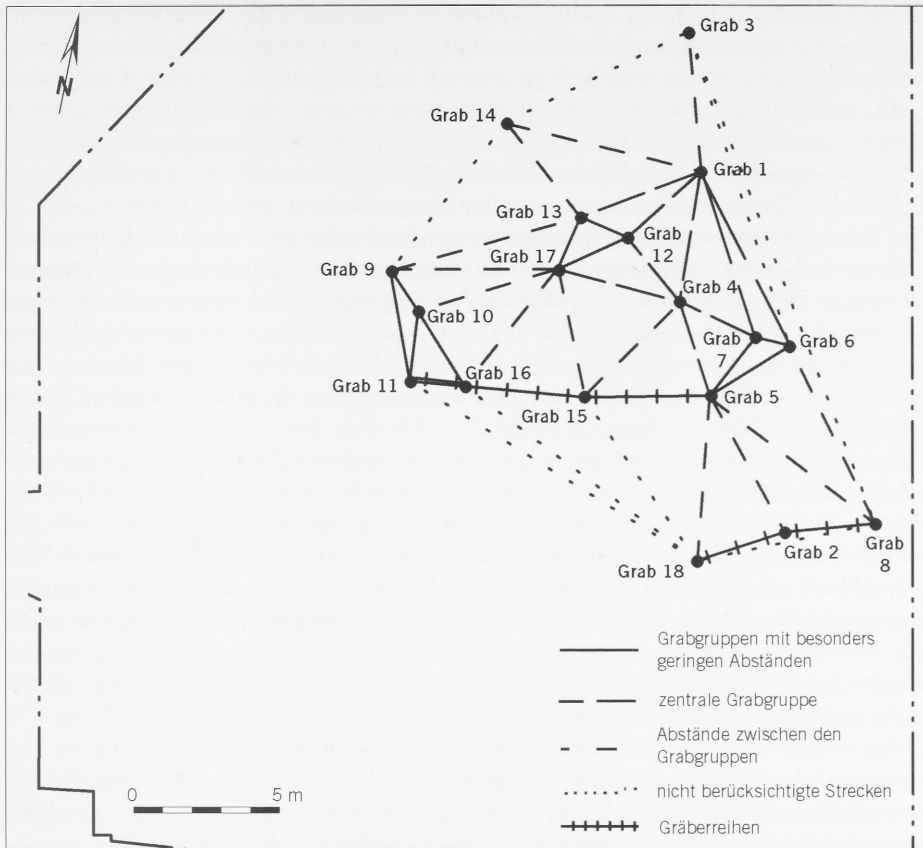 Grab 3
N
Grab 14
Grab 1
Grab 13
Grab
12
Grab 17
Grab 9
Grab 4
Grab 10
Grab
7
Grab 6
Grab 11
Grab 16
Grab 15
Grab 5
Grab 2
Grab
8
Grab 18
Grabgruppen mit besonders
geringen Abständen
zentrale Grabgruppe
Abstände zwischen den
Grabgruppen
nicht berücksichtigte Strecken
Gräberreihen
0 5 m